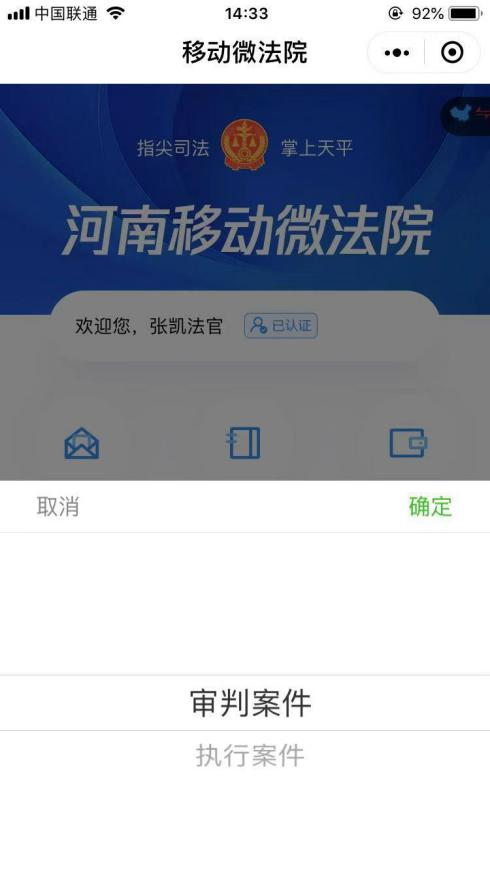 中国联通 14:33 92%
移动微法院
指尖司法 掌上天平
河南移动微法院
欢迎您，张凯法官 已认证
取消 确定
审判案件
执行案件